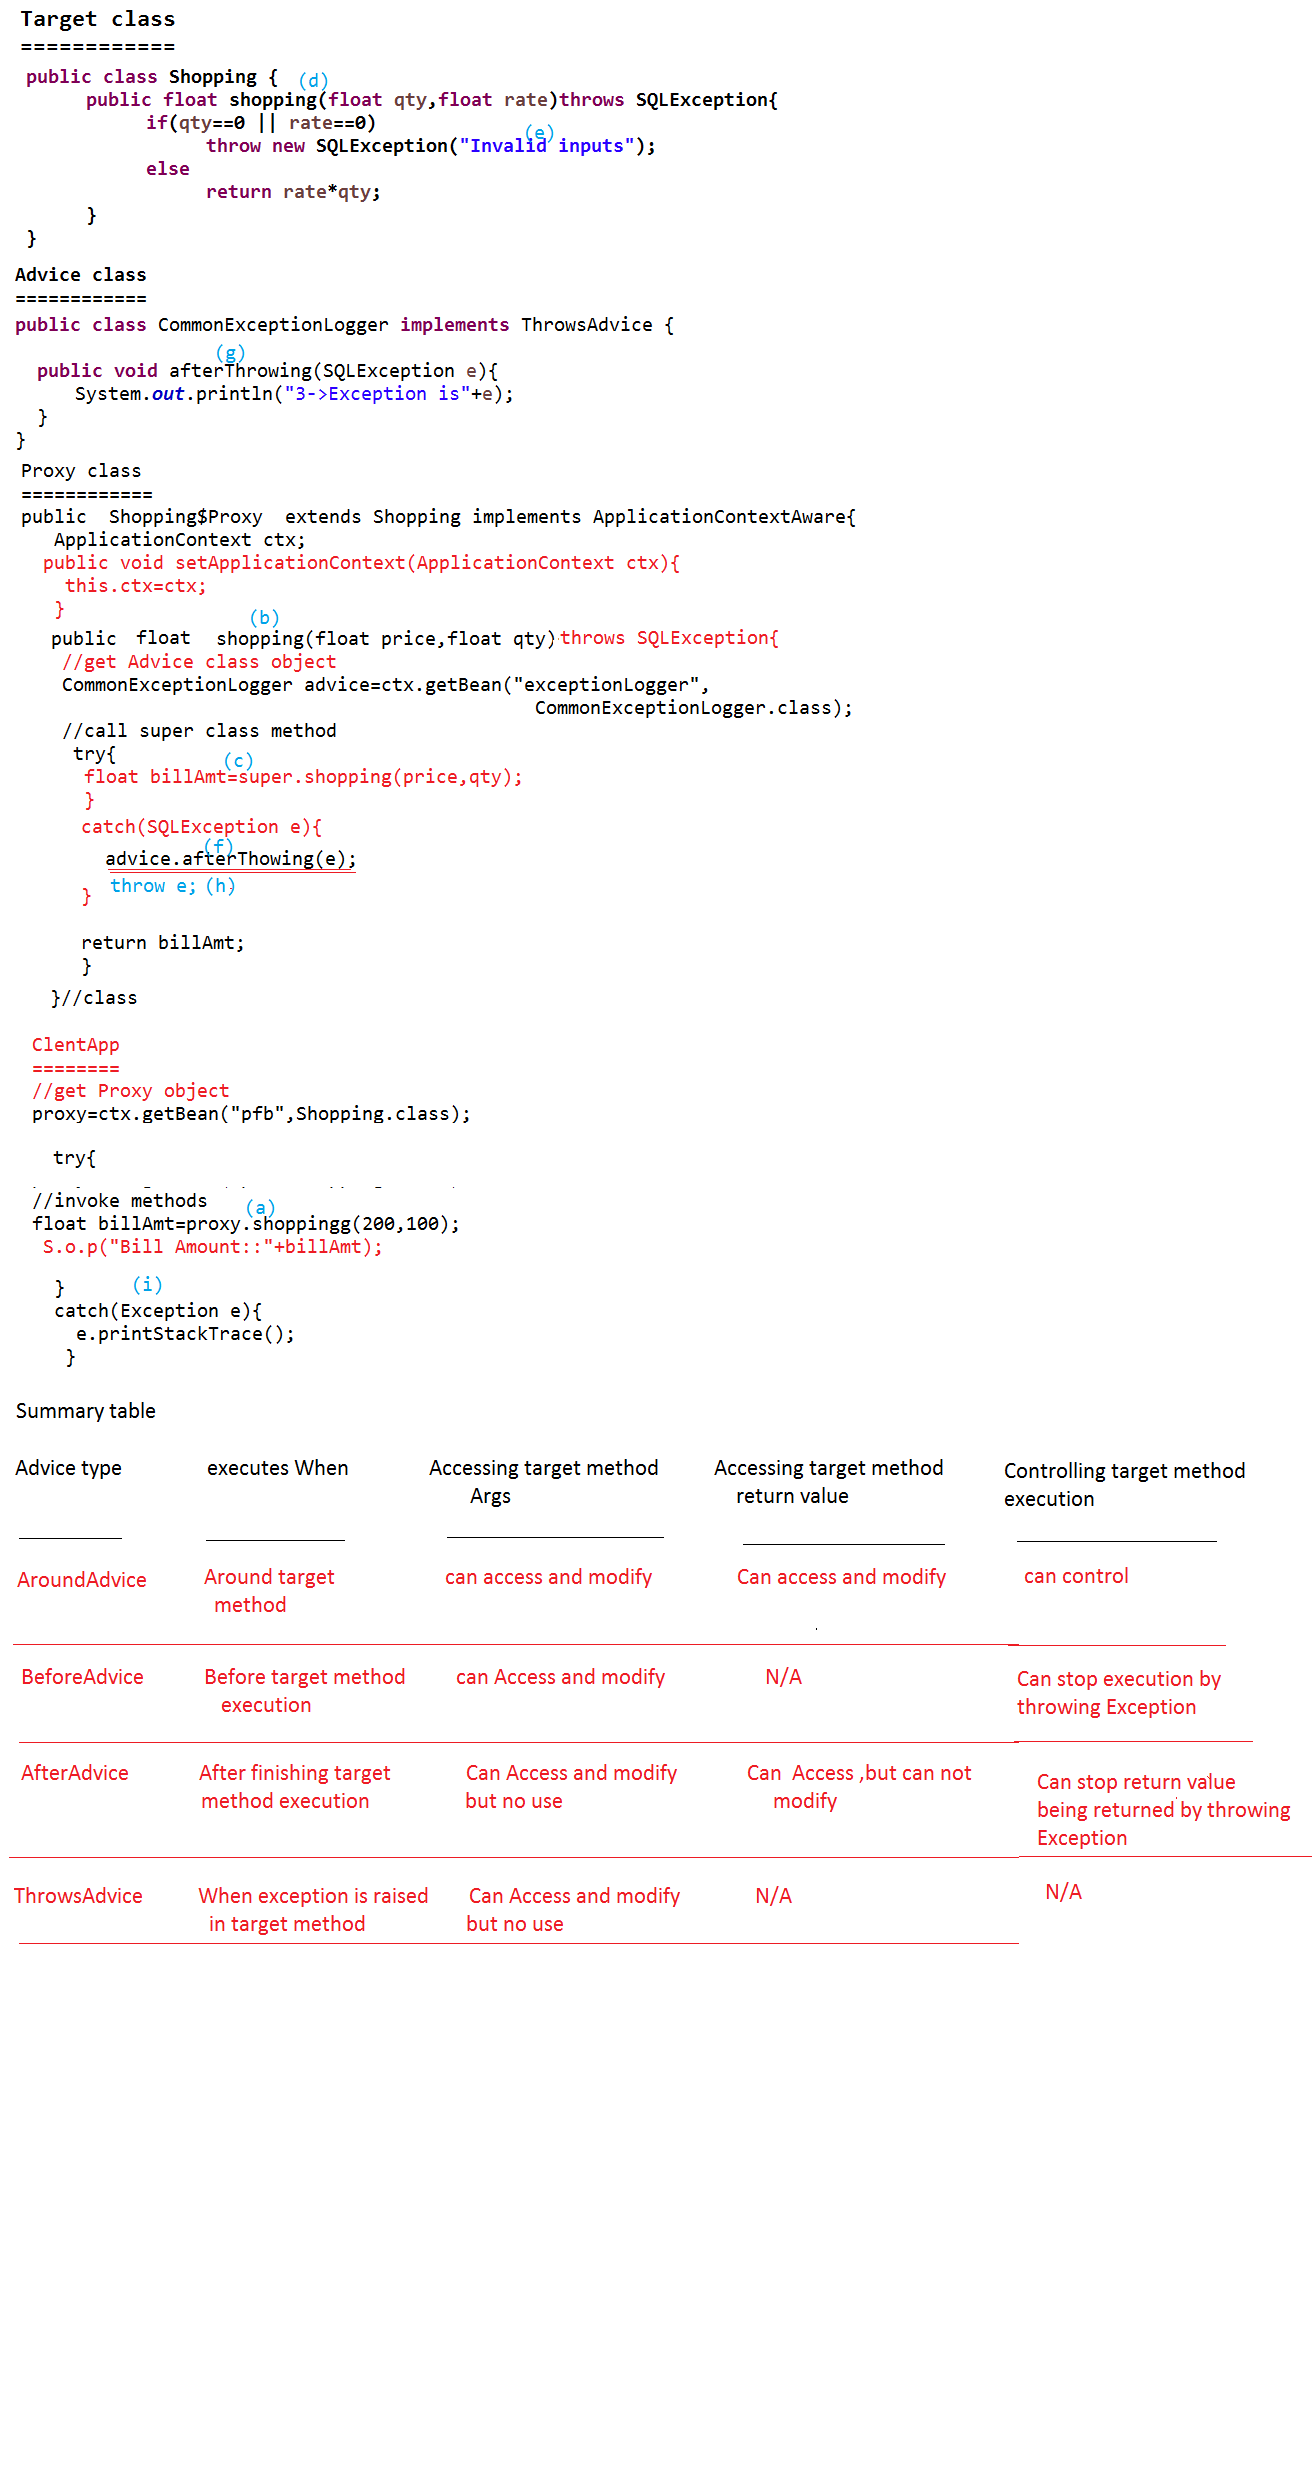 Target class
============
public class Shopping {
(d)
public float shopping(float qty,float rate)throws SQLException{
if(qty==0 || rate==0)
(e)
throw new SQLException("Invalid inputs");
else
return rate*qty;
}
}
Advice class
============
public class CommonExceptionLogger implements ThrowsAdvice {
(g)
public void afterThrowing(SQLException e){
System.out.println("3->Exception is"+e);
}
}
Proxy class
============
public Shopping$Proxy extends Shopping implements ApplicationContextAware{
ApplicationContext ctx;
public void setApplicationContext(ApplicationContext ctx){
this.ctx=ctx;
}
(b)
public float shopping(float price,float qty) throws SQLException{
//get Advice class object
CommonExceptionLogger advice=ctx.getBean("exceptionLogger",
CommonExceptionLogger.class);
//call super class method
try{
(c)
float billAmt=super.shopping(price,qty);
}
catch(SQLException e){
(f)
advice.afterThowing(e);
throw e; (h)
}
return billAmt;
}
}//class
ClentApp
========
//get Proxy object
proxy=ctx.getBean("pfb",Shopping.class);
try{
//invoke methods
(a)
float billAmt=proxy.shoppingg(200,100);
S.o.p("Bill Amount::"+billAmt);
} (i)
catch(Exception e){
e.printStackTrace();
}
Summary table
Advice type executes When Accessing target method Accessing target method Controlling target method
Args return value execution
AroundAdvice Around target can access and modify Can access and modify can control
method
BeforeAdvice Before target method can Access and modify N/A Can stop execution by
execution throwing Exception
AfterAdvice After finishing target Can Access and modify Can Access ,but can not Can stop return value
method execution but no use modify being returned by throwing
Exception
ThrowsAdvice When exception is raised Can Access and modify N/A N/A
in target method but no use